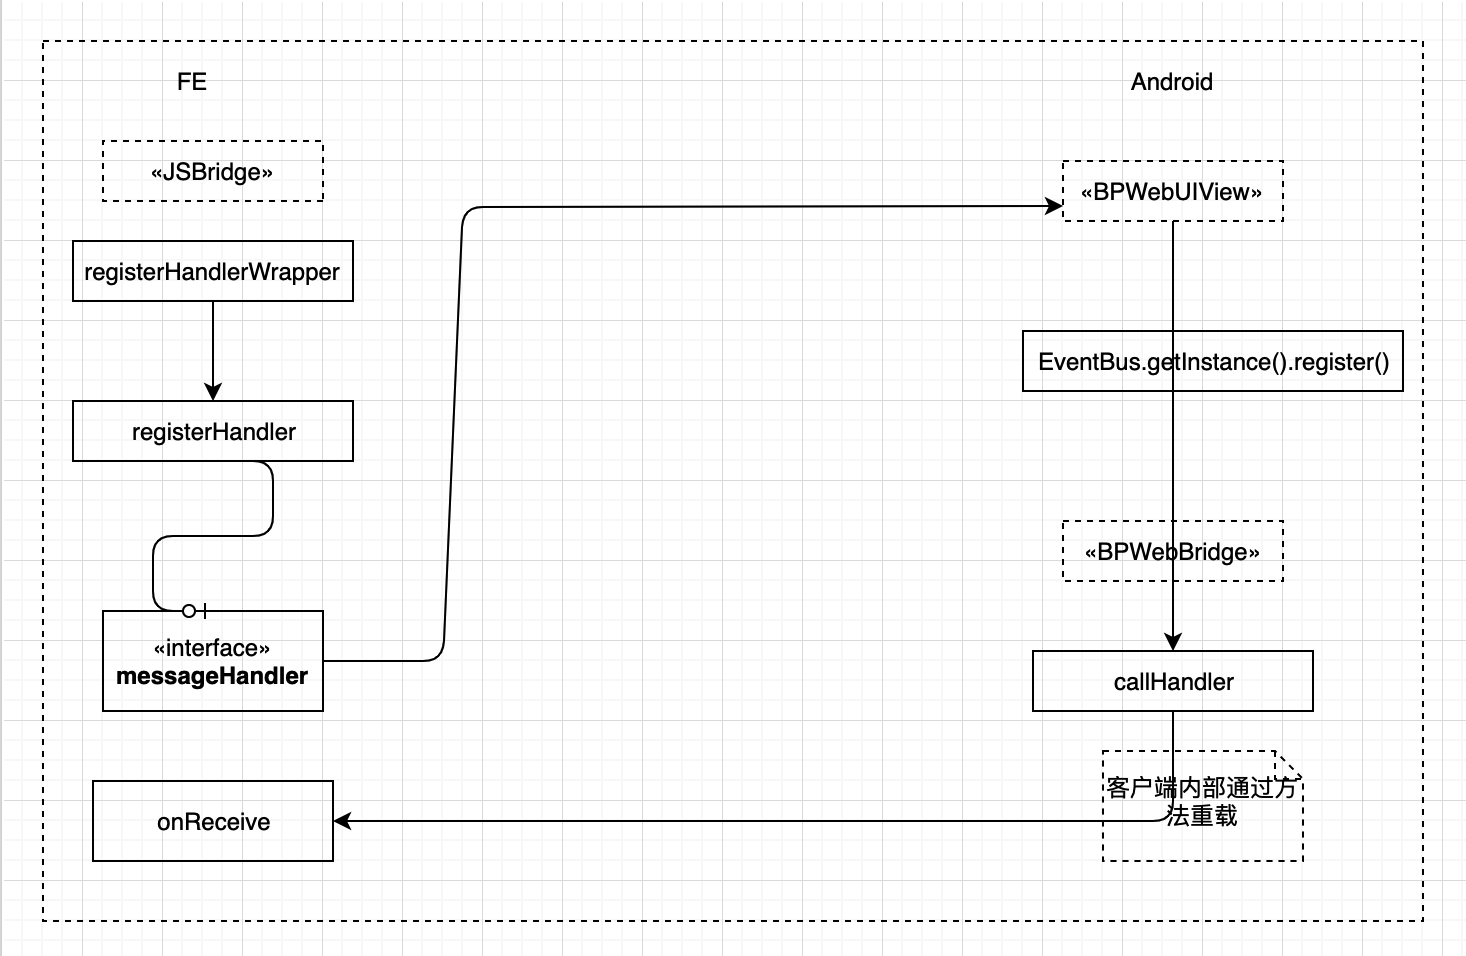 FE
Android
«JSBridge»
«BPWebUIView»
registerHandlerWrapper
EventBus.getInstance().register()
registerHandler
«BPWebBridge»
«interface»
messageHandler
callHandler
客户端内部通过方
法重载
onReceive